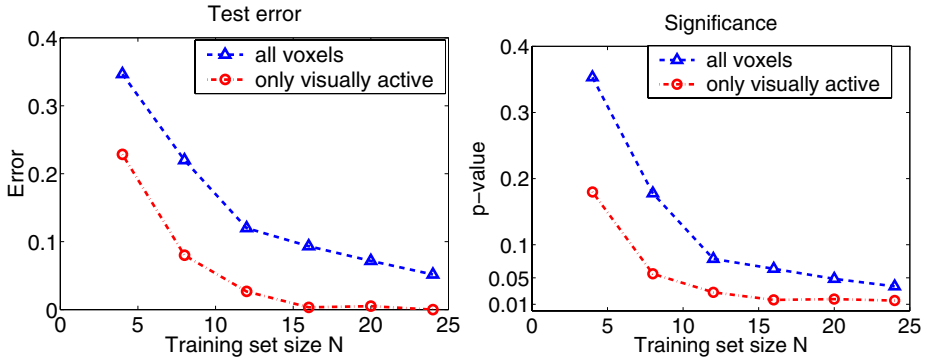 Test error
0.4
0.3
0.2
0.1
0
Error
all voxels
only visually active
0 5 10 15 20 25
Training set size N
Significance
0.4
0.3
0.2
0.1
0.05
0.01
p-value
all voxels
only visually active
0 5 10 15 20 25
Training set size N